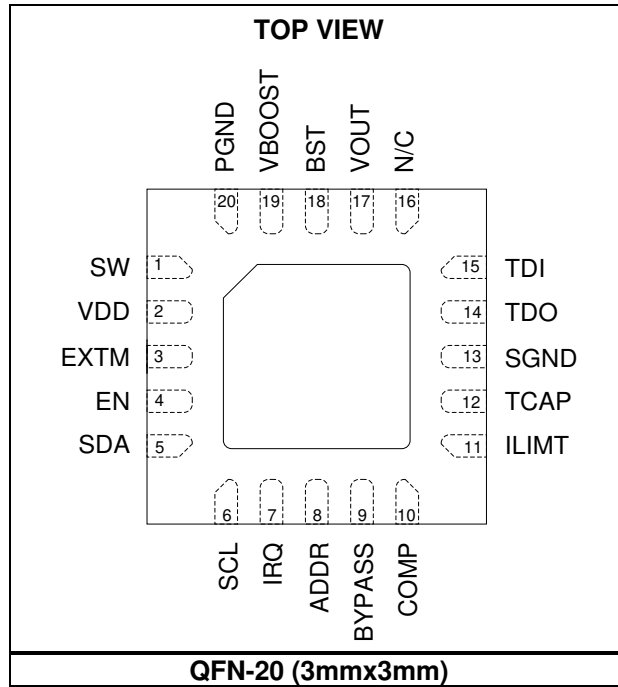 TOP VIEW
PGND
VBOOST
BST
VOUT
N/C
20
19
18
17
16
SW 1
VDD 2
EXTM 3
EN 4
SDA 5
15 TDI
14 TDO
13 SGND
12 TCAP
11 ILIMT
6
7
8
9
10
SCL
IRQ
ADDR
BYPASS
COMP
QFN-20 (3mmx3mm)